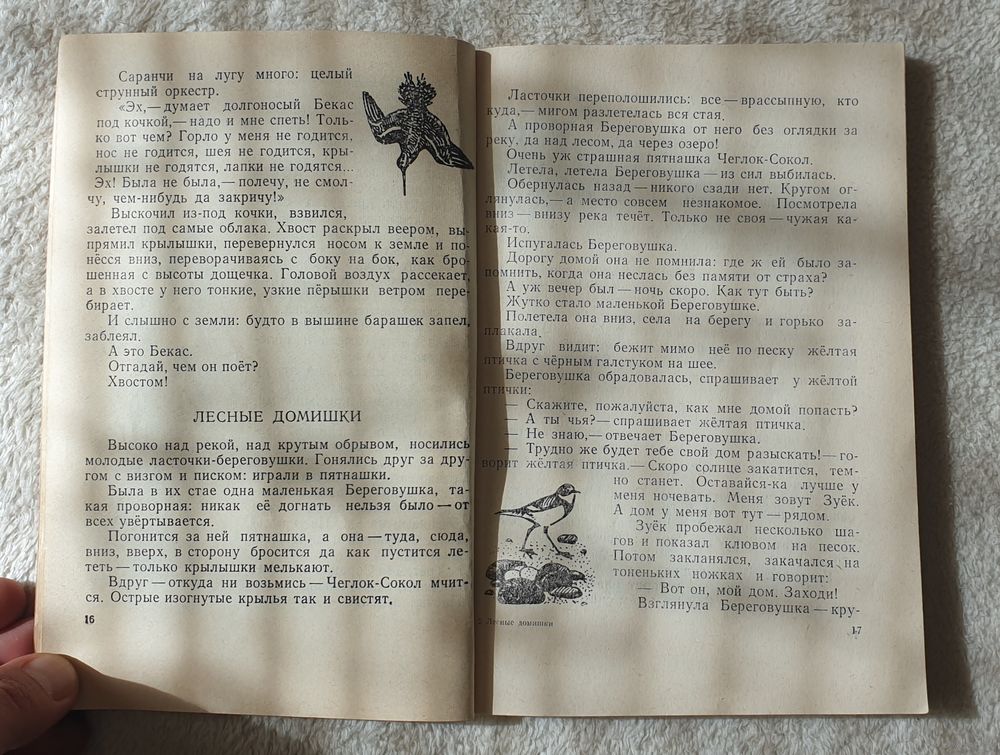 Саранчи на лугу много: целый
струнный оркестр.
«Эх,— думает долгоносый Бекас
под кочкой,— надо и мне спеть! Толь-
ко вот чем? Горло у меня не годится,
нос не годится, шея не годится, кры-
лышки не годятся, лапки не годятся...
Эх! Была не была,— полечу, не смол-
чу, чем-нибудь да закричу!»
Выскочил из-под кочки, взвился,
залетел под самые облака. Хвост раскрыл веером, вы-
прямил крылышки, перевернулся носом к земле и по-
нёсся вниз, переворачиваясь с боку на бок, как бро-
шенная с высоты дощечка. Головой воздух рассекает,
а в хвосте у него тонкие, узкие пёрышки ветром пере-
бирает.
И слышно с земли: будто в вышине барашек запел,
заблеял.
А это Бекас.
Отгадай, чем он поёт?
Хвостом!
ЛЕСНЫЕ ДОМИШКИ
Высоко над рекой, над крутым обрывом, носились
молодые ласточки-береговушки. Гонялись друг за дру-
гом с визгом и писком: играли в пятнашки.
Была в их стае одна маленькая Береговушка, та-
кая проворная: никак её догнать нельзя было — от
всех увёртывается.
Погонится за ней пятнашка, а она — туда, сюда,
вниз, вверх, в сторону бросится да как пустится ле-
теть — только крылышки мелькают.
Вдруг — откуда ни возьмись — Чеглок-Сокол мчит-
ся. Острые изогнутые крылья так и свистят.
16
Ласточки переполошились: все — врассыпную, кто
куда,— мигом разлетелась вся стая.
А проворная Береговушка от него без оглядки за
реку, да над лесом, да через озеро!
Очень уж страшная пятнашка Чеглок-Сокол.
Летела, летела Береговушка — из сил выбилась.
Обернулась назад — никого сзади нет. Кругом ог-
лянулась,— а место совсем незнакомое. Посмотрела
вниз — внизу река течёт. Только не своя — чужая ка-
кая-то.
Испугалась Береговушка.
Дорогу домой она не помнила: где ж ей было за-
помнить, когда она неслась без памяти от страха?
А уж вечер был — ночь скоро. Как тут быть?
Жутко стало маленькой Береговушке.
Полетела она вниз, села на берегу и горько за-
плакала.
Вдруг видит: бежит мимо неё по песку жёлтая
птичка с чёрным галстуком на шее.
Береговушка обрадовалась, спрашивает у жёлтой
птички:
— Скажите, пожалуйста, как мне домой попасть?
— А ты чья? — спрашивает жёлтая птичка.
— Не знаю,— отвечает Береговушка.
— Трудно же будет тебе свой дом разыскать! — го-
ворит жёлтая птичка.— Скоро солнце закатится, тем-
но станет. Оставайся-ка лучше у
меня ночевать. Меня зовут Зуёк.
А дом у меня вот тут — рядом.
Зуёк пробежал несколько ша-
гов и показал клювом на песок.
Потом закланялся, закачался на
тоненьких ножках и говорит:
— Вот он, мой дом. Заходи!
Взглянула Береговушка — кру-
2 Лесные домишки
17